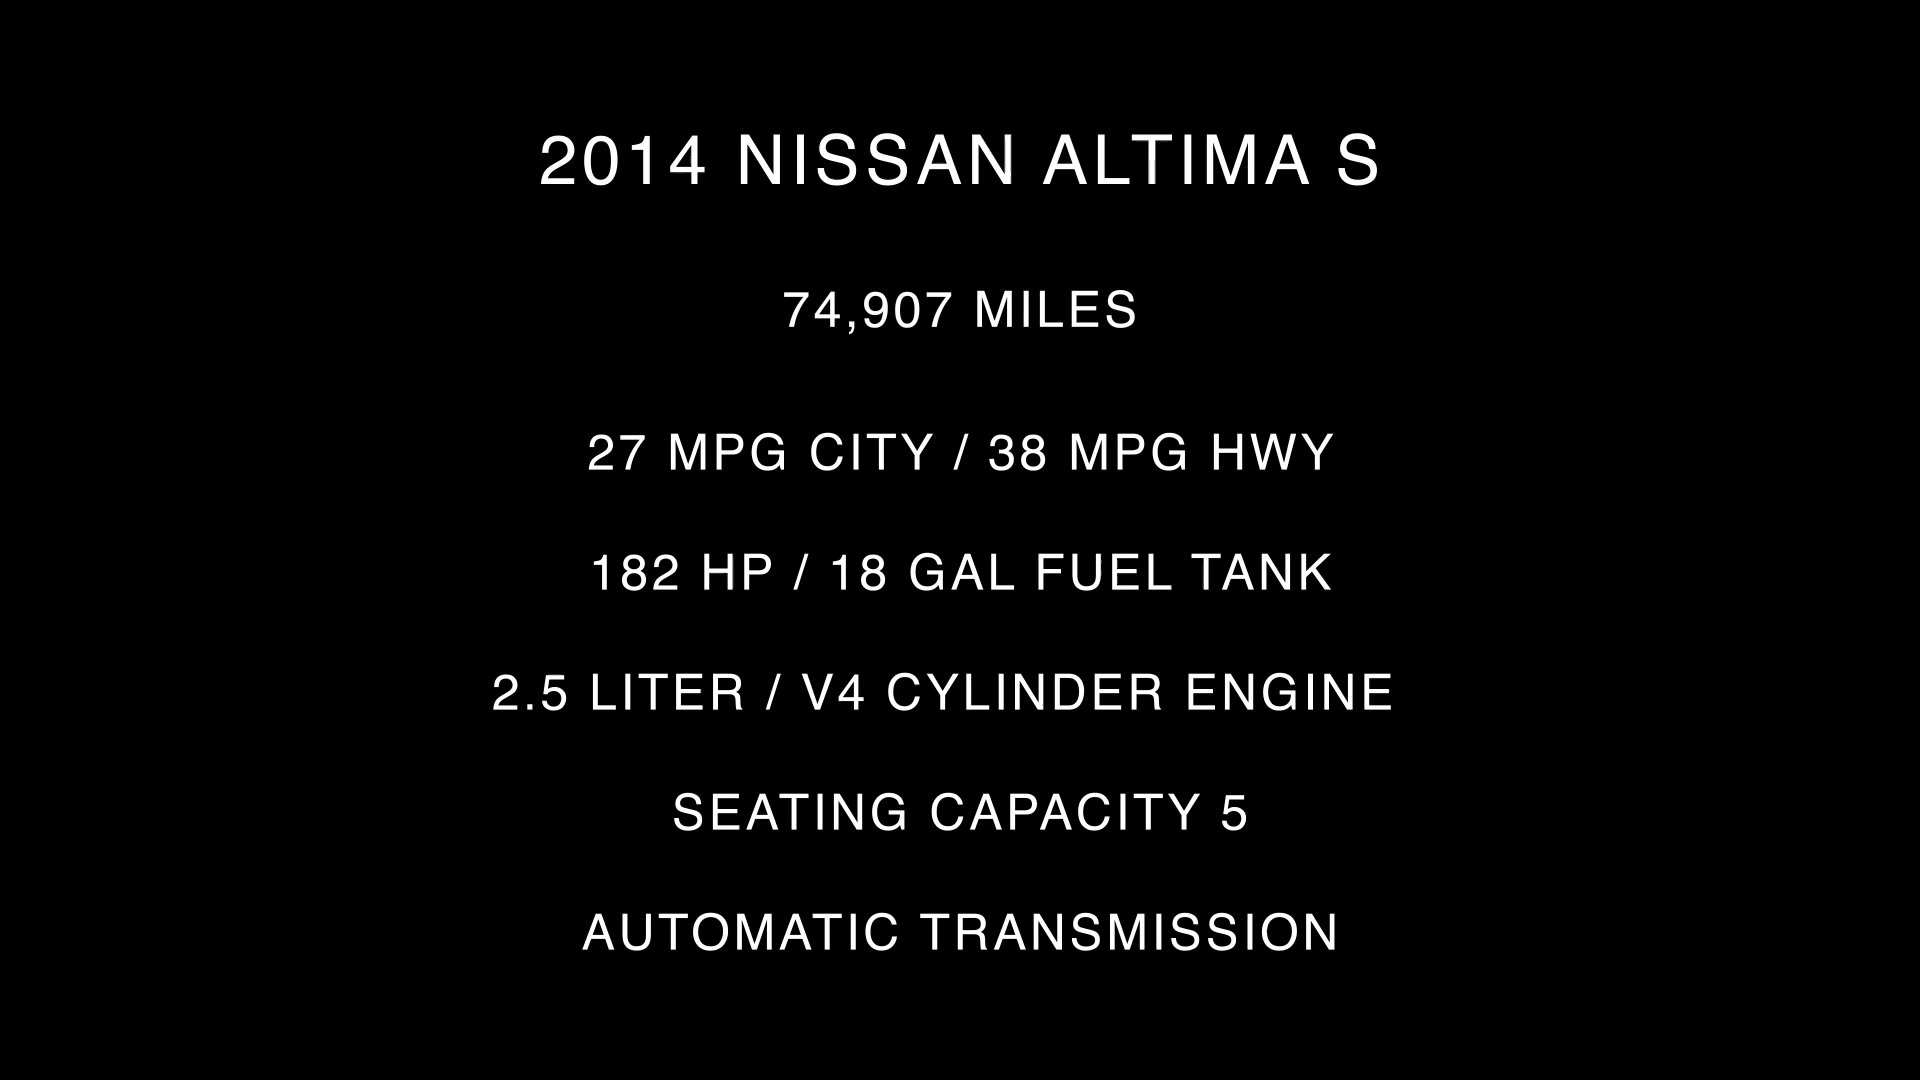 2014 NISSAN ALTIMA S
74,907 MILES
27 MPG CITY / 38 MPG HWY
182 HP / 18 GAL FUEL TANK
2.5 LITER / V4 CYLINDER ENGINE
SEATING CAPACITY 5
AUTOMATIC TRANSMISSION